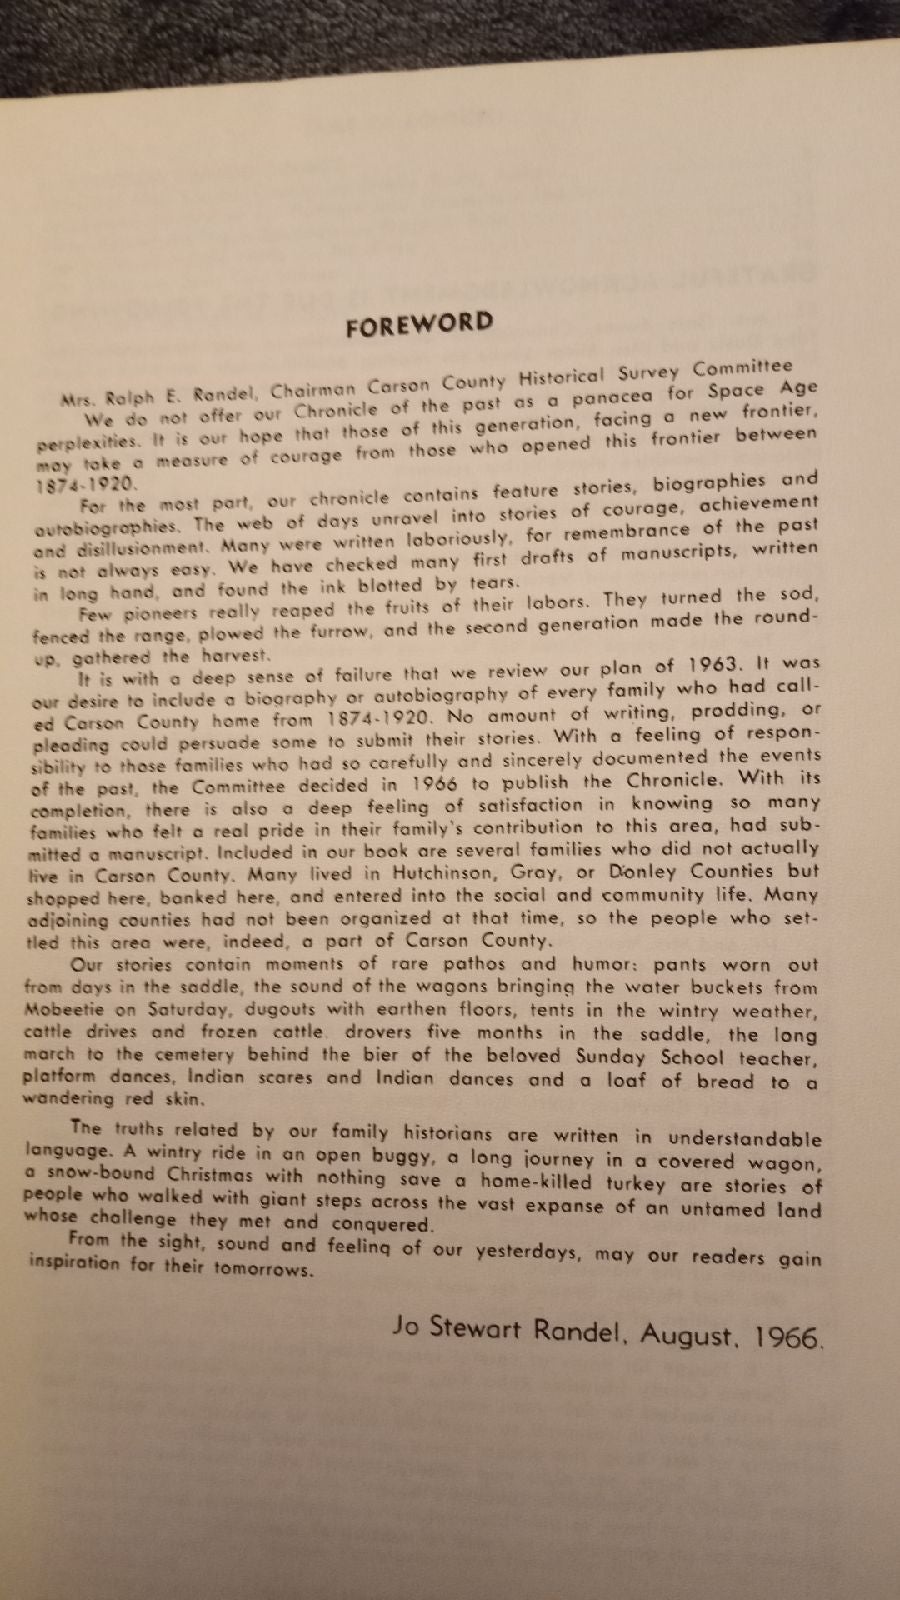 FOREWORD
Mrs. Ralph E. Randel, Chairman Carson County Historical Survey Committee
We do not offer our Chronicle of the past as a panacea for Space Age
perplexities. It is our hope that those of this generation, facing a new frontier,
may take a measure of courage from those who opened this frontier between
1874-1920.
For the most part, our chronicle contains feature stories, biographies and
autobiographies. The web of days unravel into stories of courage, achievement
and disillusionment. Many were written laboriously, for remembrance of the past
is not always easy. We have checked many first drafts of manuscripts, written
in long hand, and found the ink blotted by tears.
Few pioneers really reaped the fruits of their labors. They turned the sod,
fenced the range, plowed the furrow, and the second generation made the round-
up, gathered the harvest.
It is with a deep sense of failure that we review our plan of 1963. It was
our desire to include a biography or autobiography of every family who had call-
ed Carson County home from 1874-1920. No amount of writing, prodding, or
pleading could persuade some to submit their stories. With a feeling of respon-
sibility to those families who had so carefully and sincerely documented the events
of the past, the Committee decided in 1966 to publish the Chronicle. With its
completion, there is also a deep feeling of satisfaction in knowing so many
families who felt a real pride in their family's contribution to this area, had sub-
mitted a manuscript. Included in our book are several families who did not actually
live in Carson County. Many lived in Hutchinson, Gray, or Donley Counties but
shopped here, banked here, and entered into the social and community life. Many
adjoining counties had not been organized at that time, so the people who set-
tled this area were, indeed, a part of Carson County.
Our stories contain moments of rare pathos and humor: pants worn out
from days in the saddle, the sound of the wagons bringing the water buckets from
Mobeetie on Saturday, dugouts with earthen floors, tents in the wintry weather,
cattle drives and frozen cattle. drovers five months in the saddle, the long
march to the cemetery behind the bier of the beloved Sunday School teacher,
platform dances, Indian scares and Indian dances and a loaf of bread to a
wandering red skin.
The truths related by our family historians are written in understandable
language. A wintry ride in an open buggy, a long journey in a covered wagon,
a snow-bound Christmas with nothing save a home-killed turkey are stories of
people who walked with giant steps across the vast expanse of an untamed land
whose challenge they met and conquered.
From the sight, sound and feeling of our yesterdays, may our readers gain
inspiration for their tomorrows.
Jo Stewart Randel, August, 1966.